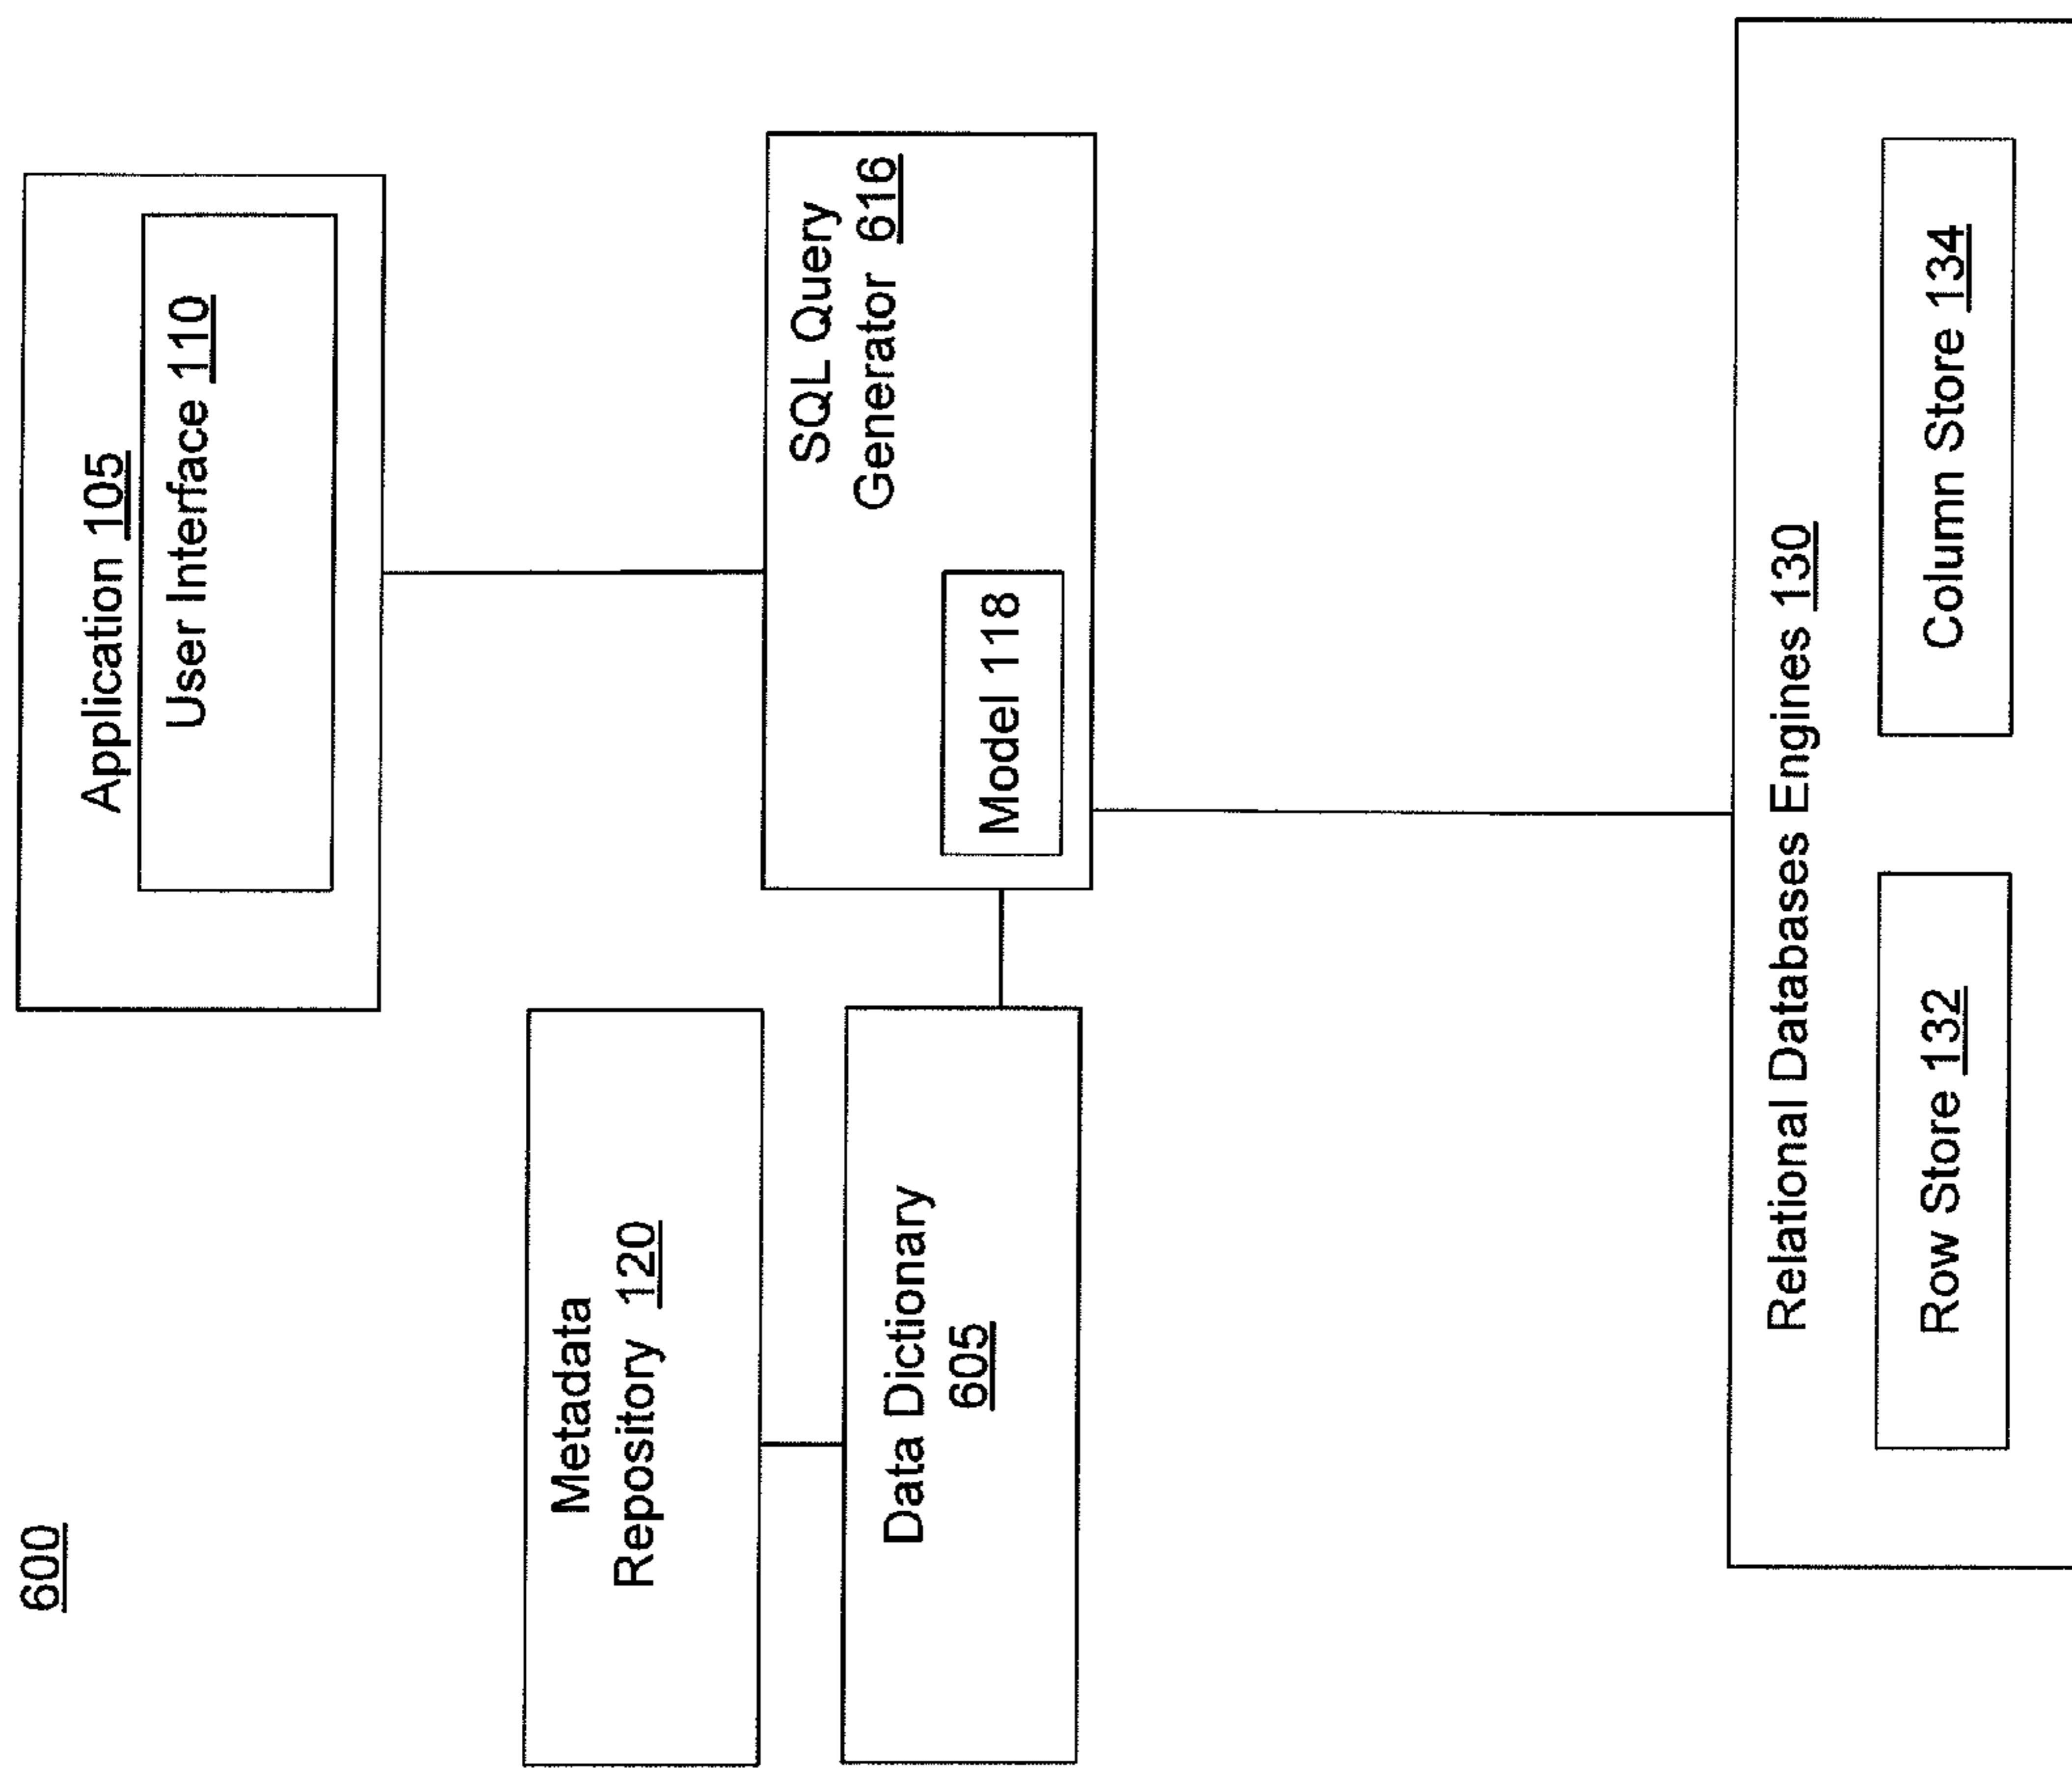 600
Application 105
User Interface 110
Metadata
Repository 120
SQL Query
Generator 616
Data Dictionary
605
Model 118
Relational Databases Engines 130
Row Store 132
Column Store 134